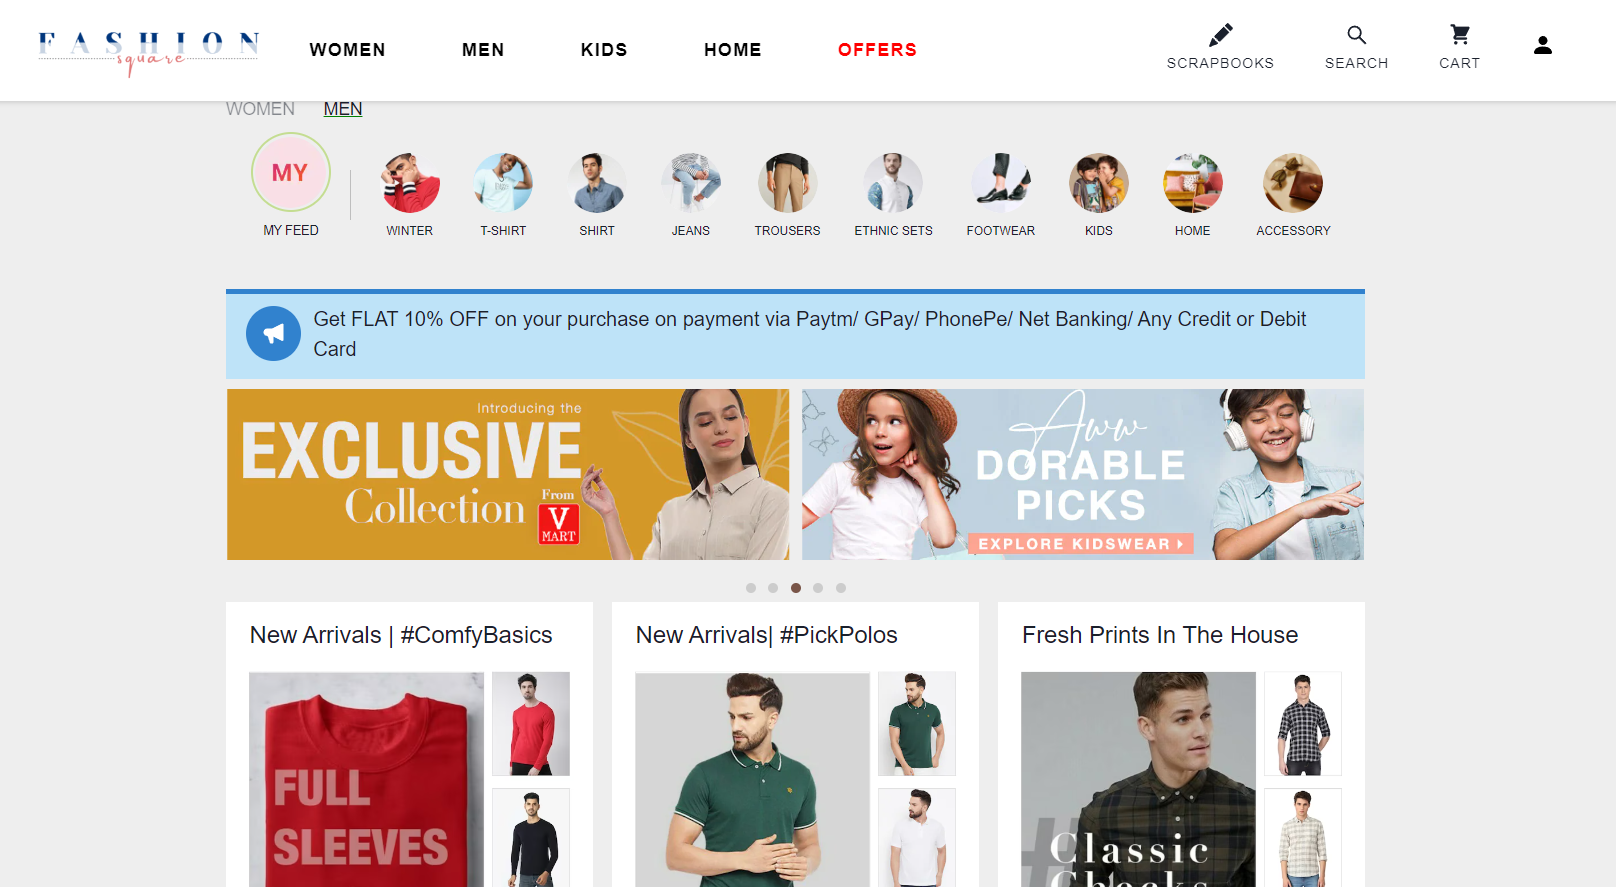 FASHION
square
WOMEN
MEN
KIDS
HOME
OFFERS
SCRAPBOOKS
SEARCH
CART
WOMEN
MEN
MY
MY FEED
WINTER
T-SHIRT
SHIRT
JEANS
TROUSERS
ETHNIC SETS
FOOTWEAR
KIDS
HOME
ACCESSORY
Get FLAT 10% OFF on your purchase on payment via Paytm/ GPay/ PhonePe/ Net Banking/ Any Credit or Debit
Card
Introducing the
EXCLUSIVE
Collection
From
V
MART
Aww
DORABLE
PICKS
EXPLORE KIDSWEAR
New Arrivals | #ComfyBasics
FULL
SLEEVES
New Arrivals| #PickPolos
Fresh Prints In The House
#
Classic
Checks